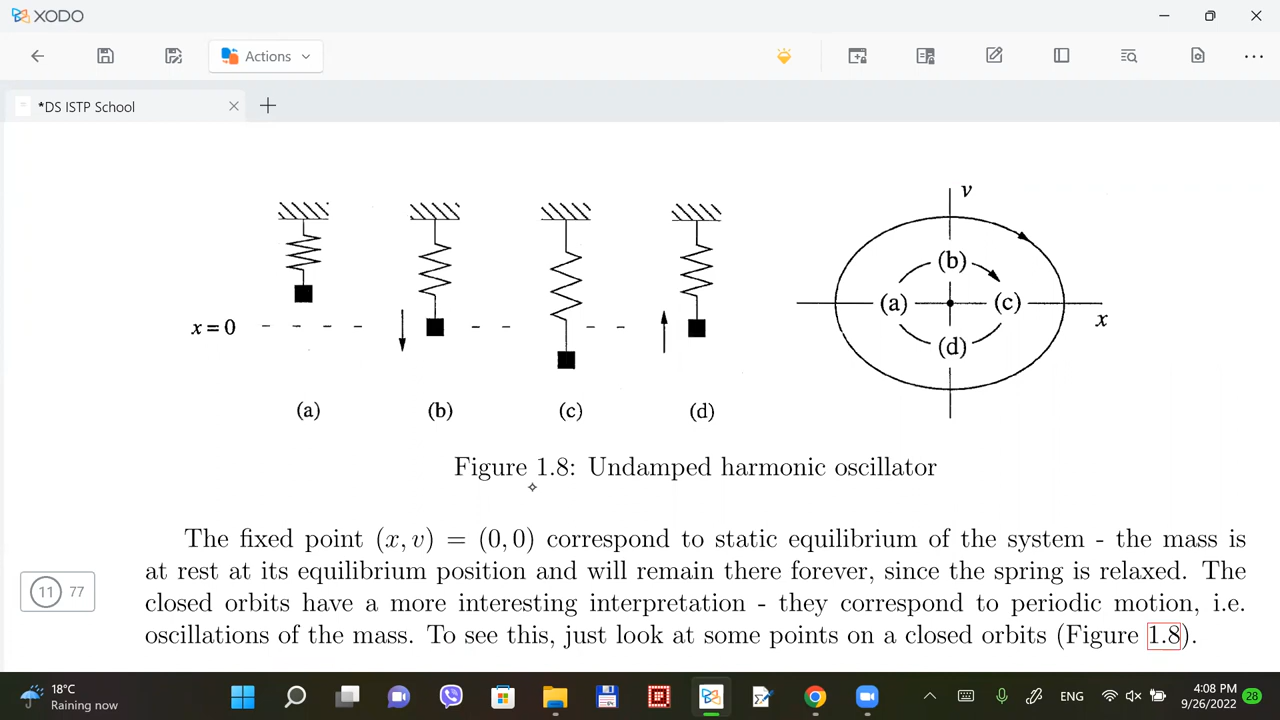 XODO
Actions
*DS ISTP School
v
(b)
x = 0
(a)
(c)
x
(d)
(a)
(b)
(c)
(d)
Figure 1.8: Undamped harmonic oscillator
The fixed point (x, v) = (0, 0) correspond to static equilibrium of the system - the mass is
at rest at its equilibrium position and will remain there forever, since the spring is relaxed. The
closed orbits have a more interesting interpretation - they correspond to periodic motion, i.e.
oscillations of the mass. To see this, just look at some points on a closed orbits (Figure 1.8).
11 77
18°C
Raining now
ENG
4:08 PM
9/26/2022
28